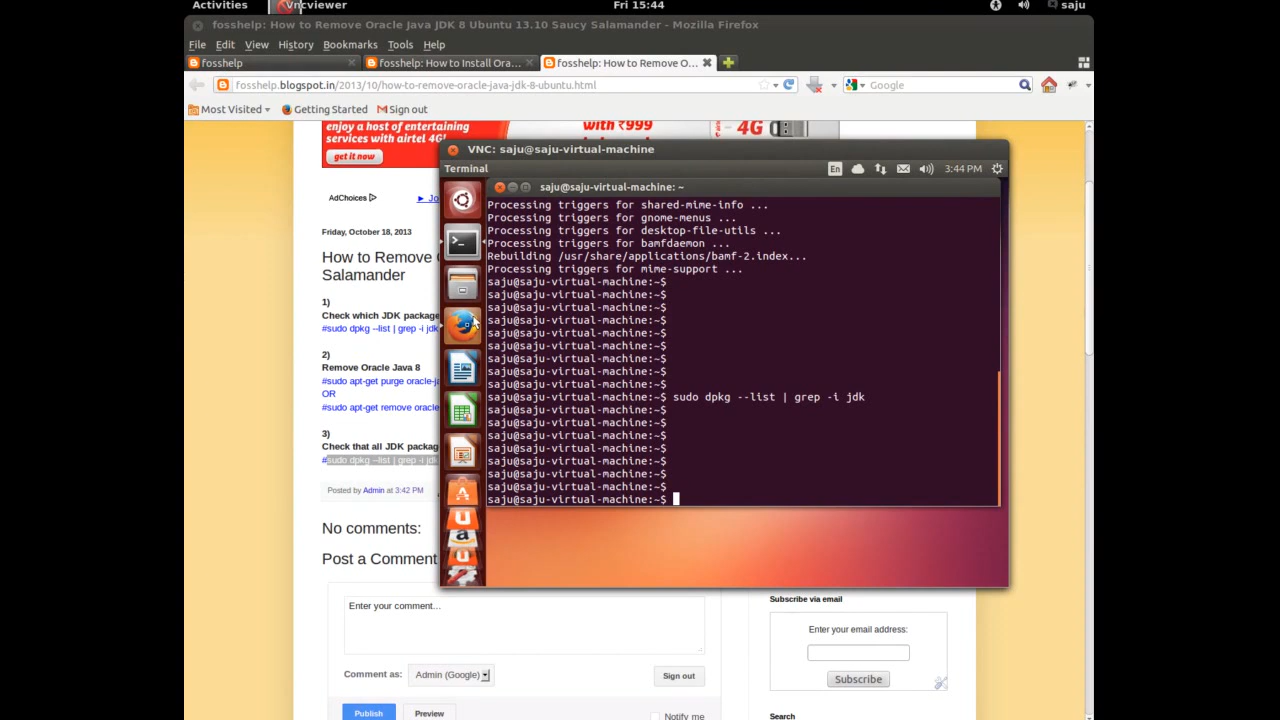 Activities
Vncviewer
Fri 15:44
saju
fosshelp: How to Remove Oracle Java JDK 8 Ubuntu 13.10 Saucy Salamander - Mozilla Firefox
File Edit View History Bookmarks Tools Help
fosshelp
fosshelp: How to Install Ora...
fosshelp: How to Remove O...
fosshelp.blogspot.in/2013/10/how-to-remove-oracle-java-jdk-8-ubuntu.html
Google
Most Visited
Getting Started
Sign out
enjoy a host of entertaining
services with airtel 4G!
get it now
with ₹999
4G
AdChoices
► Jo
Friday, October 18, 2013
How to Remove
Salamander
1)
Check which JDK package
#sudo dpkg --list | grep -i jdk
2)
Remove Oracle Java 8
#sudo apt-get purge oracle-ja
OR
#sudo apt-get remove oracle
3)
Check that all JDK packag
#sudo dpkg --list | grep -i jdk
Posted by Admin at 3:42 PM
No comments:
Post a Comment
Enter your comment...
Comment as:
Admin (Google)
Sign out
Publish
Preview
Notify me
VNC: saju@saju-virtual-machine
Terminal
En
3:44 PM
saju@saju-virtual-machine: ~
Processing triggers for shared-mime-info ...
Processing triggers for gnome-menus ...
Processing triggers for desktop-file-utils ...
Processing triggers for bamfdaemon ...
Rebuilding /usr/share/applications/bamf-2.index...
Processing triggers for mime-support ...
saju@saju-virtual-machine:~$
saju@saju-virtual-machine:~$
saju@saju-virtual-machine:~$
saju@saju-virtual-machine:~$
saju@saju-virtual-machine:~$
saju@saju-virtual-machine:~$
saju@saju-virtual-machine:~$
saju@saju-virtual-machine:~$
saju@saju-virtual-machine:~$
saju@saju-virtual-machine:~$ sudo dpkg --list | grep -i jdk
saju@saju-virtual-machine:~$
saju@saju-virtual-machine:~$
saju@saju-virtual-machine:~$
saju@saju-virtual-machine:~$
saju@saju-virtual-machine:~$
saju@saju-virtual-machine:~$
saju@saju-virtual-machine:~$
saju@saju-virtual-machine:~$
Subscribe via email
Enter your email address:
Subscribe
Search